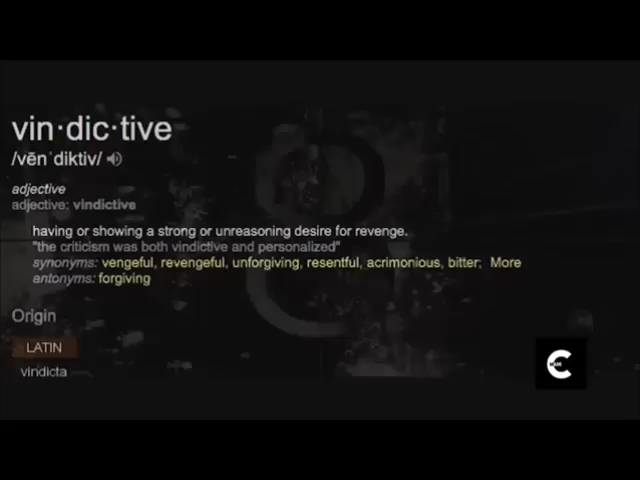 vin·dic·tive
/vēnˈdiktiv/
adjective
adjective: vindictive
having or showing a strong or unreasoning desire for revenge.
"the criticism was both vindictive and personalized"
synonyms: vengeful, revengeful, unforgiving, resentful, acrimonious, bitter; More
antonyms: forgiving
Origin
LATIN
vindicta